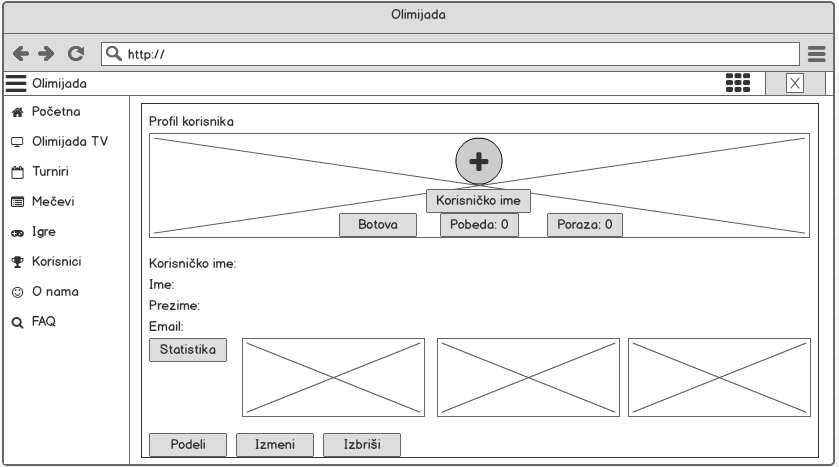 Olimijada
http://
Olimijada
X
Početna
Olimijada TV
Turniri
Mečevi
Igre
Korisnici
O nama
FAQ
Profil korisnika
Korisničko ime
Botova Pobeda: 0 Poraza: 0
Korisničko ime:
Ime:
Prezime:
Email:
Statistika
Podeli Izmeni Izbriši